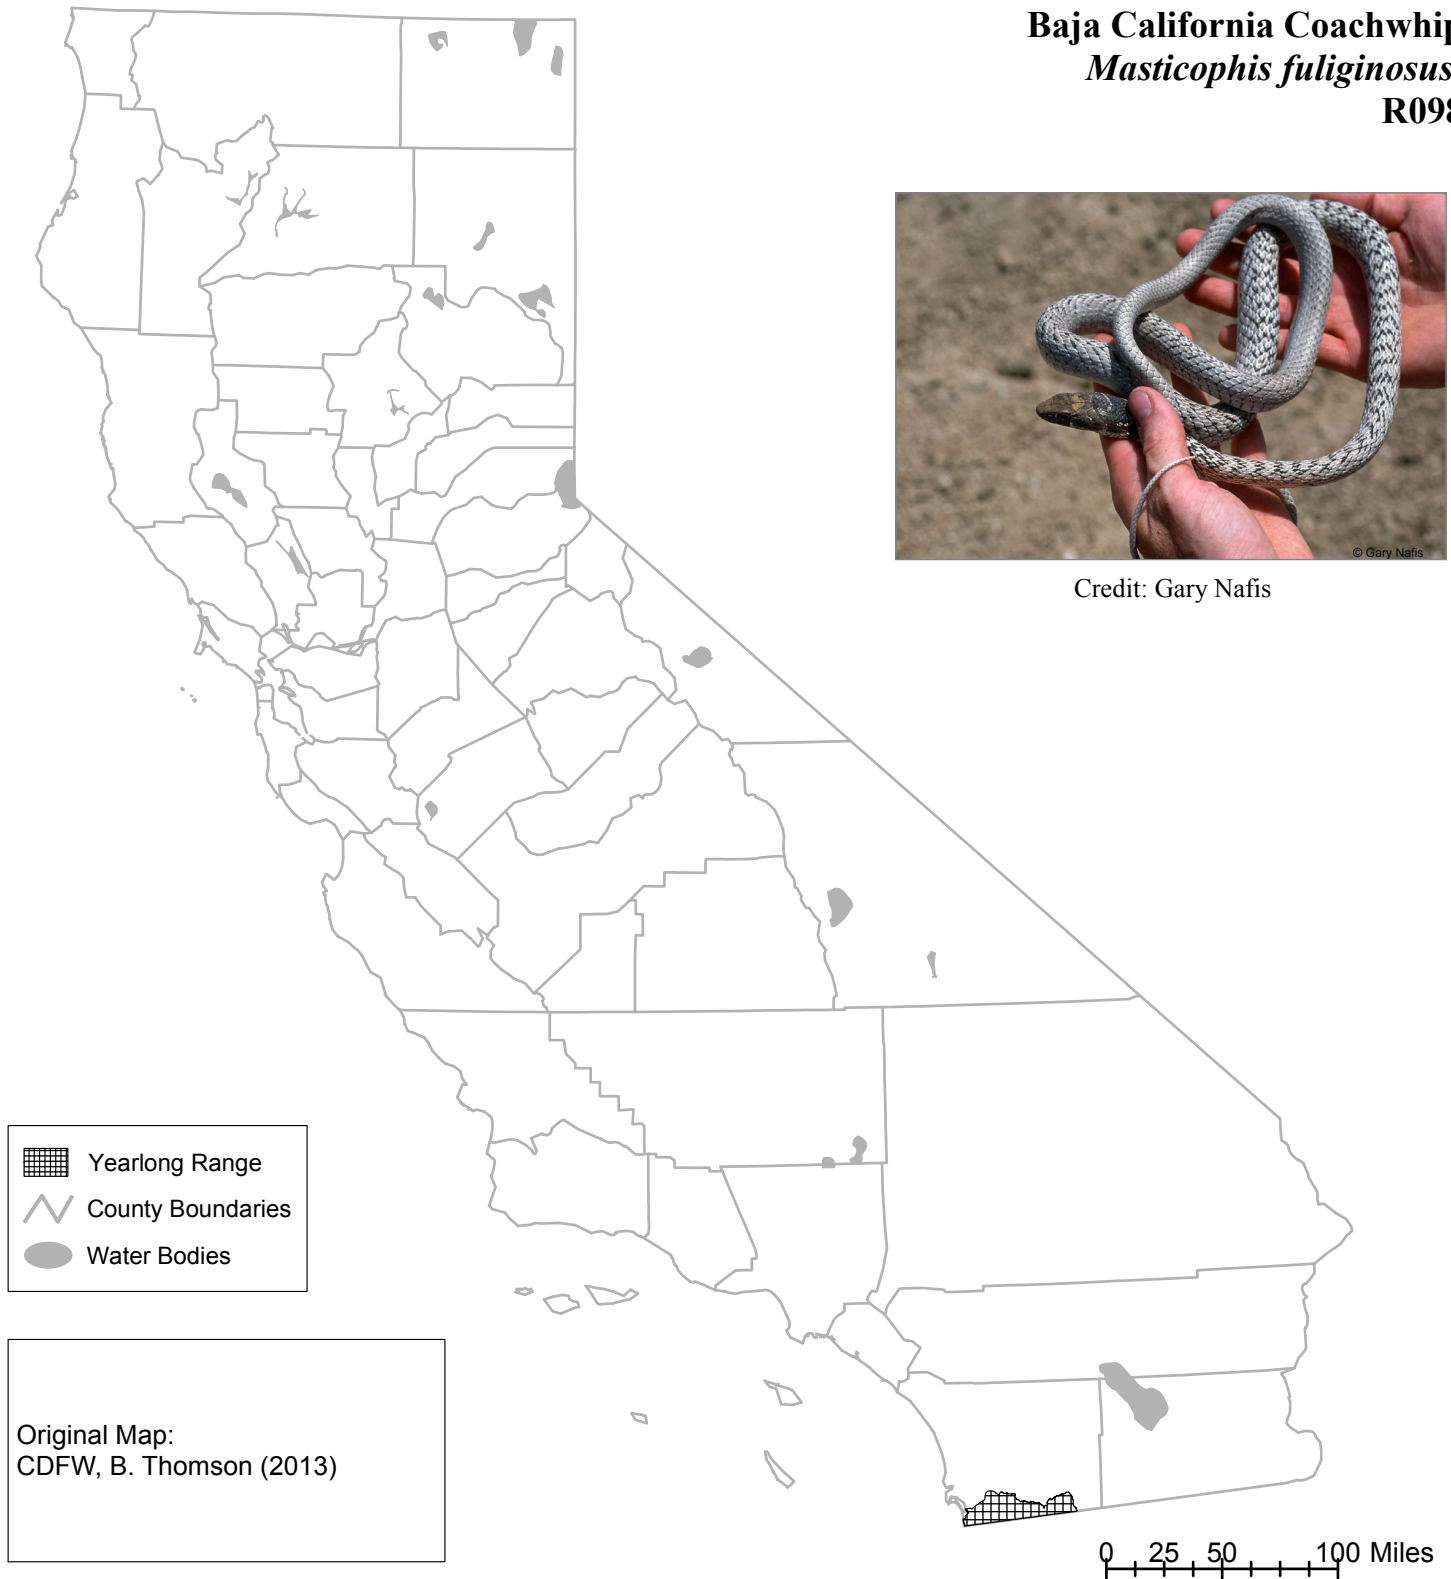 Baja California Coachwhip
Masticophis fuliginosus
R098
© Gary Nafis
Credit: Gary Nafis
Yearlong Range
County Boundaries
Water Bodies
Original Map:
CDFW, B. Thomson (2013)
0 25 50 100 Miles